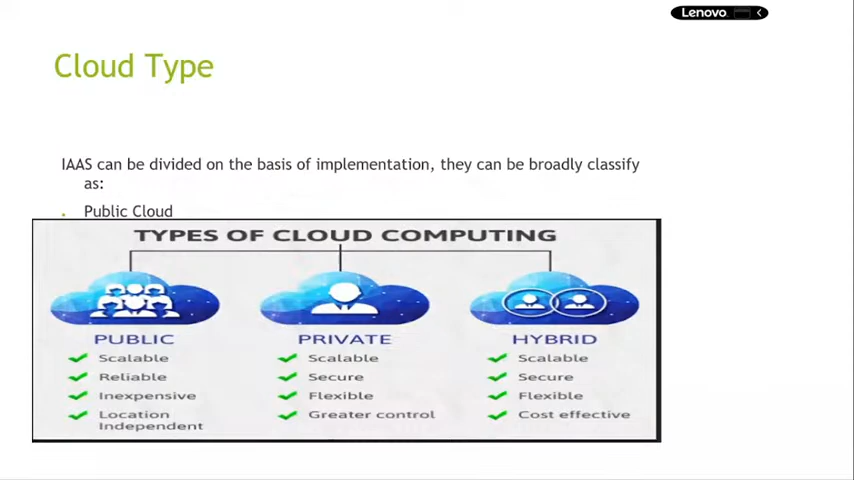 Lenovo
Cloud Type
IAAS can be divided on the basis of implementation, they can be broadly classify
as:
Public Cloud
TYPES OF CLOUD COMPUTING
PUBLIC
Scalable
Reliable
Inexpensive
Location
Independent
PRIVATE
Scalable
Secure
Flexible
Greater control
HYBRID
Scalable
Secure
Flexible
Cost effective